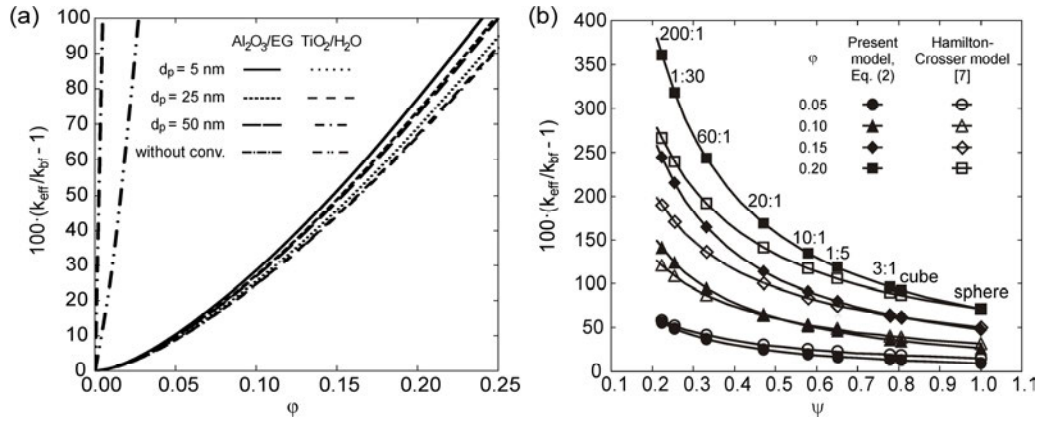 (a)
100
90
80
70
60
50
40
30
20
10
0
100·(k_eff/k_bf - 1)
Al₂O₃/EG TiO₂/H₂O
d_p = 5 nm
d_p = 25 nm
d_p = 50 nm
without conv.
0.00 0.05 0.10 0.15 0.20 0.25
φ
(b)
400
350
300
250
200
150
100
50
0
100·(k_eff/k_bf - 1)
200:1
1:30
60:1
20:1
10:1
1:5
3:1
cube
sphere
φ Present model, Eq. (2) Hamilton-Crosser model [7]
0.05
0.10
0.15
0.20
0.1 0.2 0.3 0.4 0.5 0.6 0.7 0.8 0.9 1.0 1.1
ψ